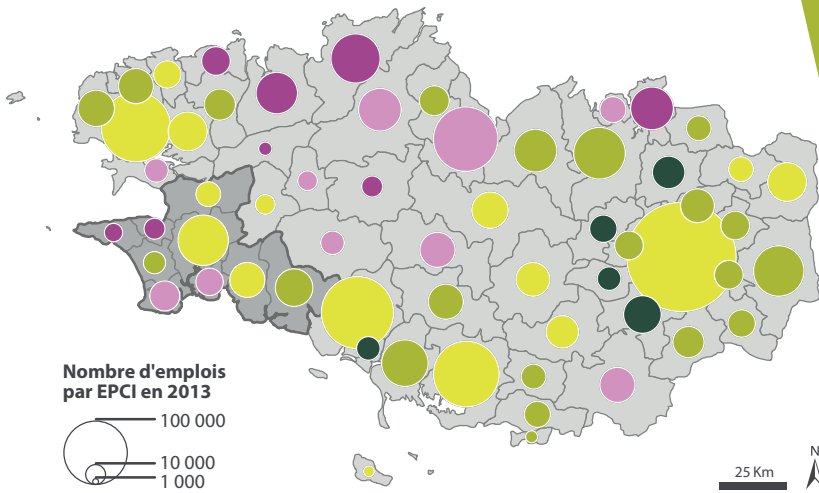 Nombre d'emplois
par EPCI en 2013
100 000
10 000
1 000
25 Km
N